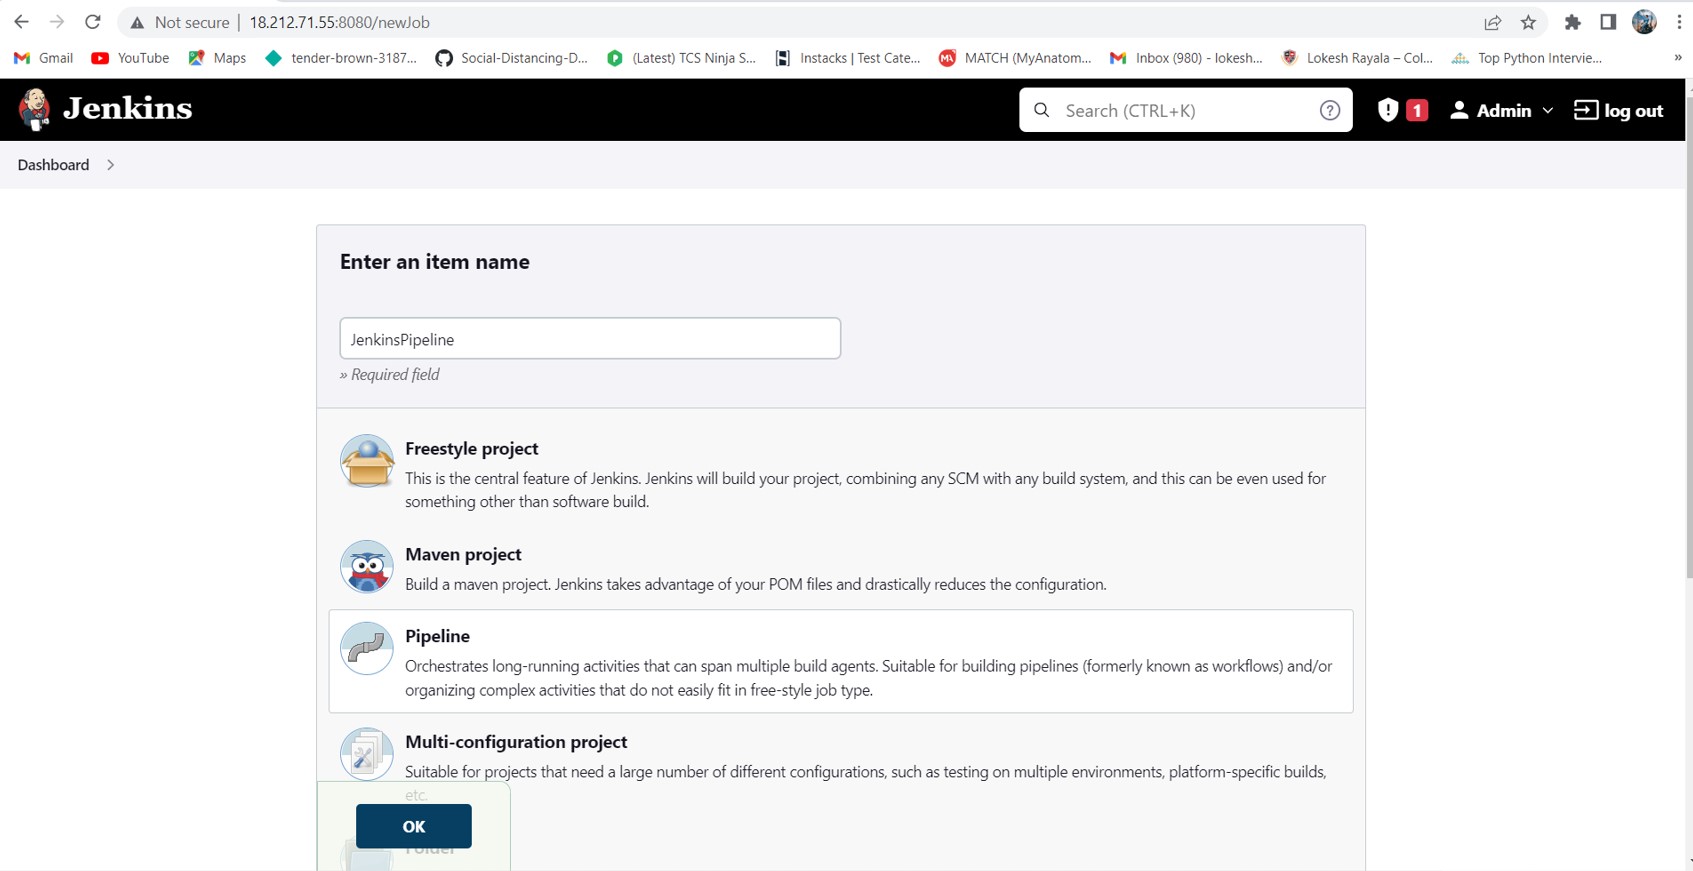 Not secure | 18.212.71.55:8080/newJob
Gmail YouTube Maps tender-brown-3187... Social-Distancing-D... (Latest) TCS Ninja S... Instacks | Test Cate... MATCH (MyAnatom... Inbox (980) - lokesh... Lokesh Rayala – Col... Top Python Intervie... »
Jenkins Search (CTRL+K) ? ! 1 Admin log out
Dashboard
Enter an item name
JenkinsPipeline
» Required field
Freestyle project
This is the central feature of Jenkins. Jenkins will build your project, combining any SCM with any build system, and this can be even used for
something other than software build.
Maven project
Build a maven project. Jenkins takes advantage of your POM files and drastically reduces the configuration.
Pipeline
Orchestrates long-running activities that can span multiple build agents. Suitable for building pipelines (formerly known as workflows) and/or
organizing complex activities that do not easily fit in free-style job type.
Multi-configuration project
Suitable for projects that need a large number of different configurations, such as testing on multiple environments, platform-specific builds,
etc.
OK
Folder